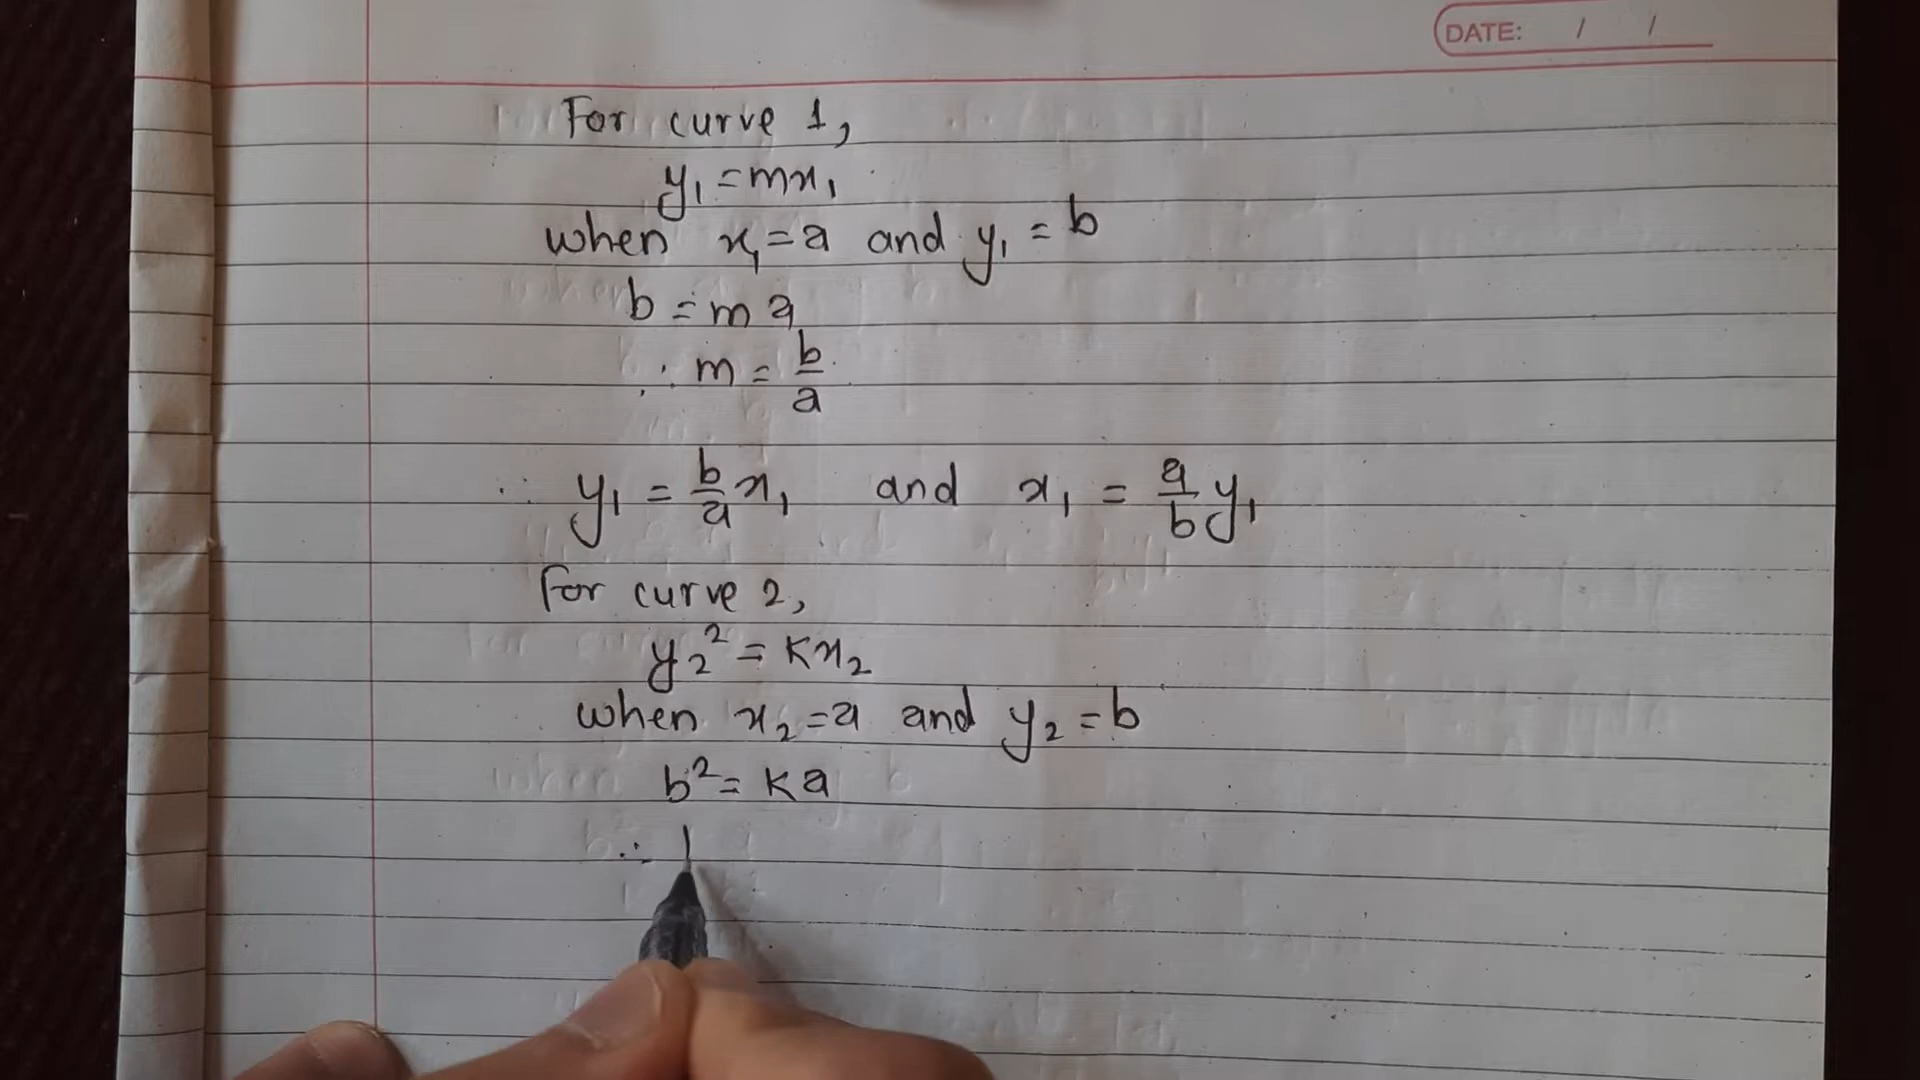 DATE: / /
For curve 1,
y₁ = mx₁
when x₁ = a and y₁ = b
b = ma
∴ m = b/a
∴ y₁ = b/a x₁ and x₁ = a/b y₁
For curve 2,
y₂² = kx₂
when x₂ = a and y₂ = b
b² = ka
∴